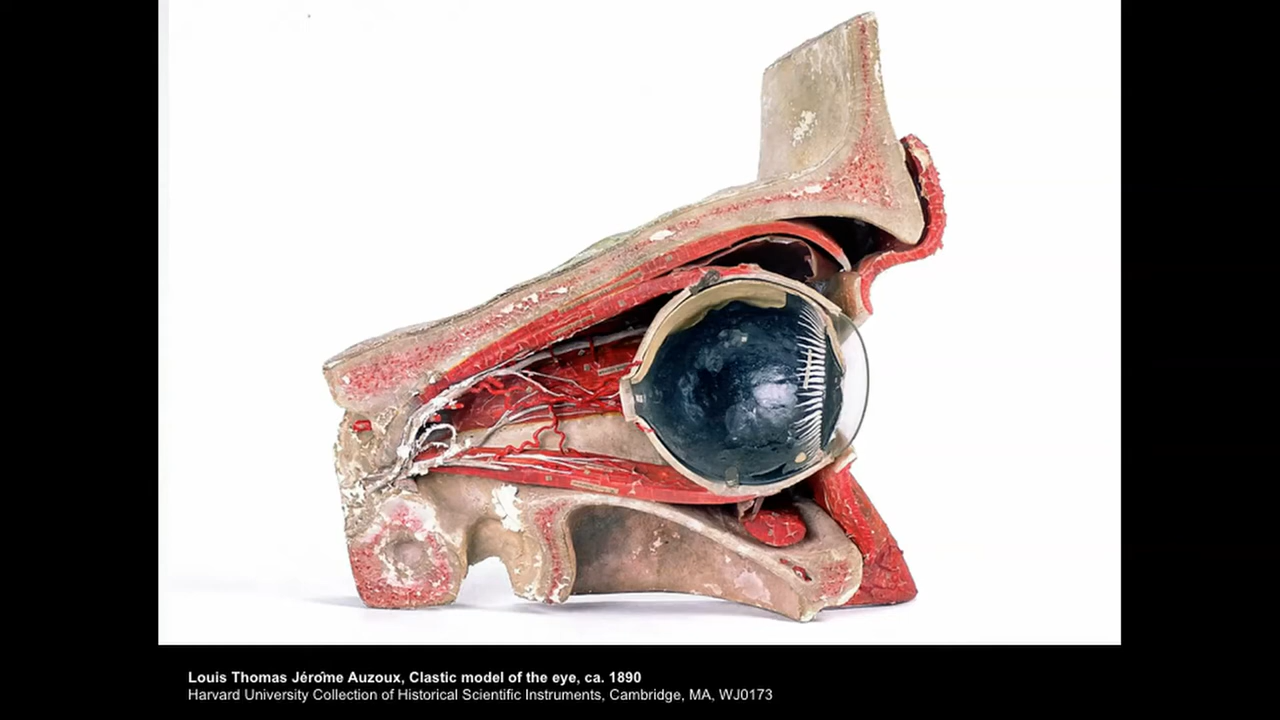 Louis Thomas Jérôme Auzoux, Clastic model of the eye, ca. 1890
Harvard University Collection of Historical Scientific Instruments, Cambridge, MA, WJ0173